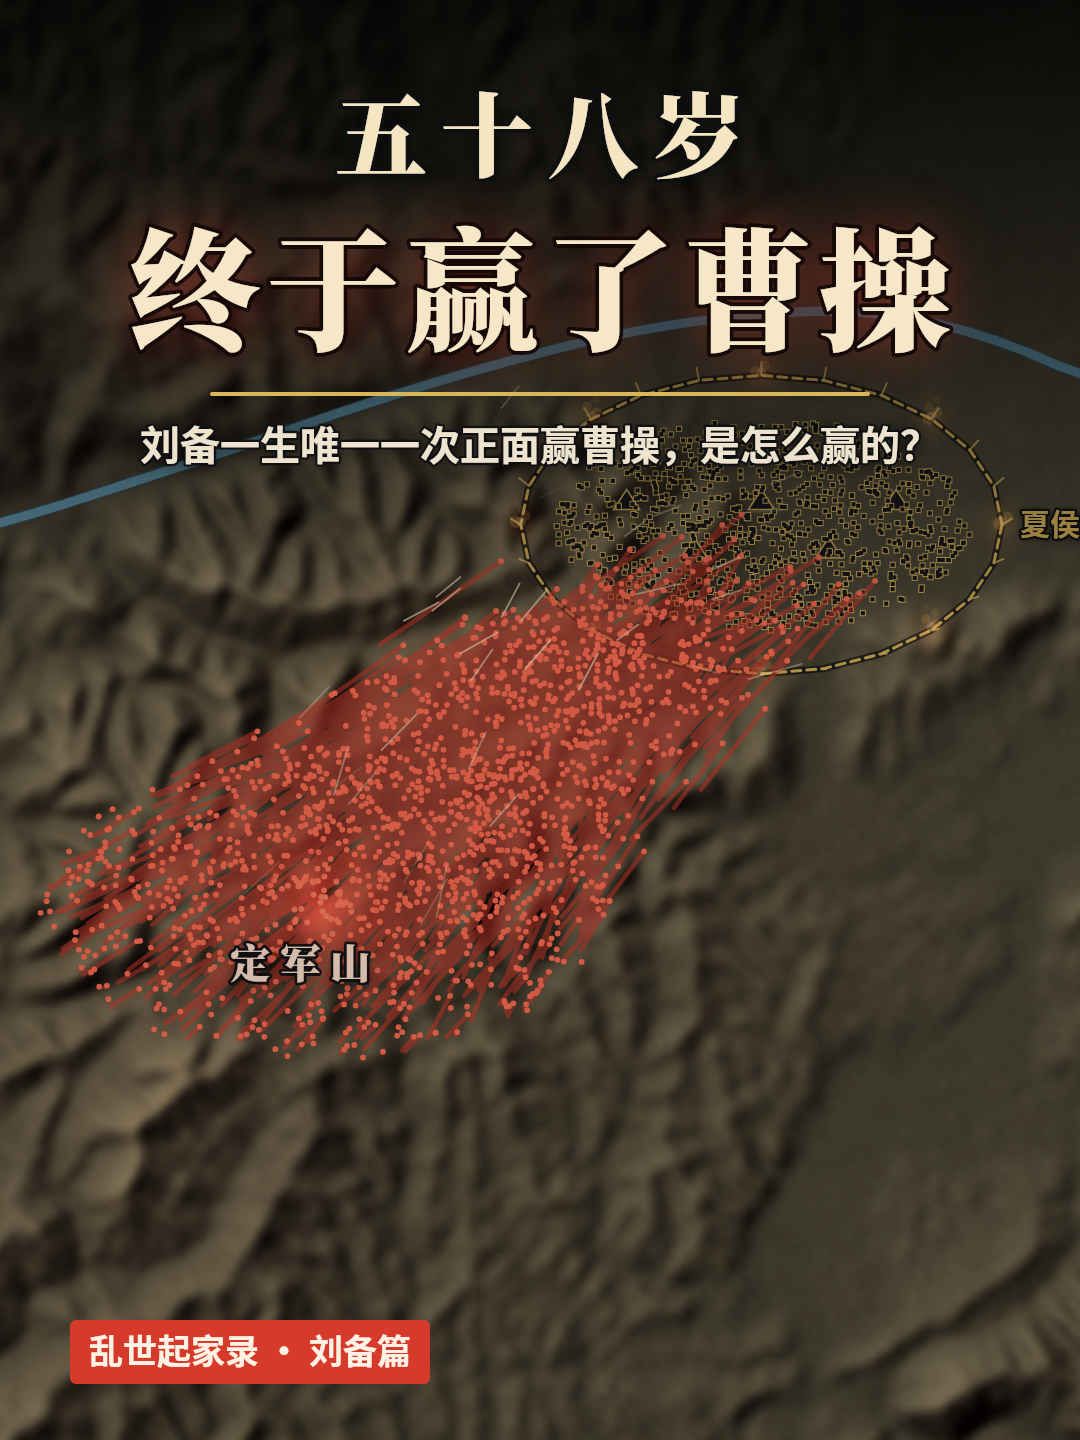 五十八岁
终于赢了曹操
刘备一生唯一一次正面赢曹操，是怎么赢的？
夏侯
定军山
乱世起家录 · 刘备篇